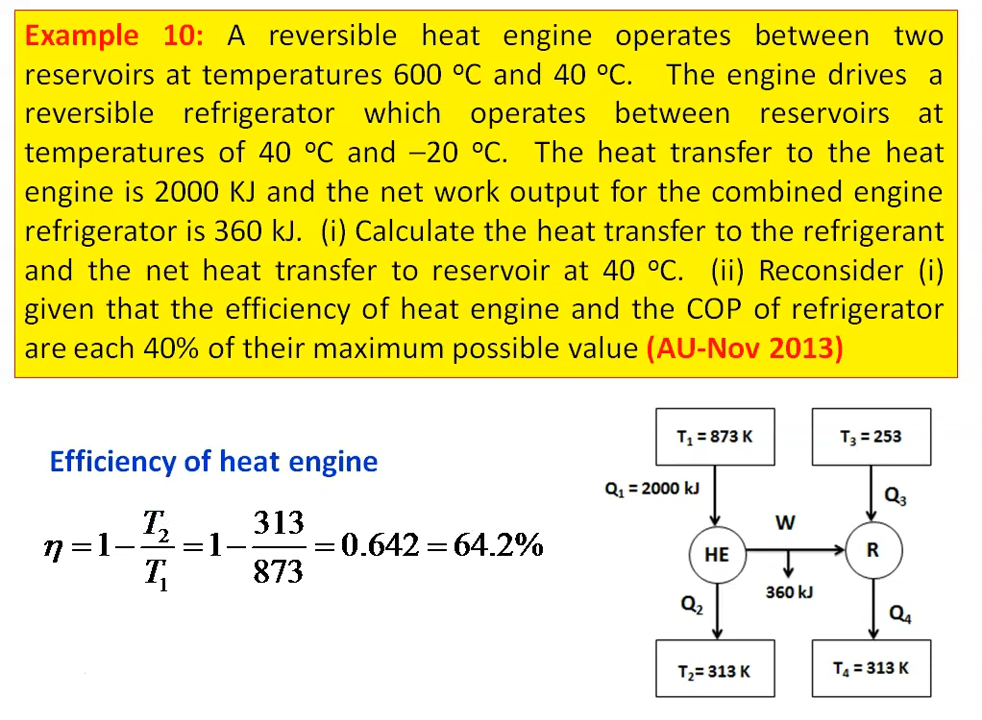 Example 10: A reversible heat engine operates between two
reservoirs at temperatures 600 ºC and 40 ºC. The engine drives a
reversible refrigerator which operates between reservoirs at
temperatures of 40 ºC and –20 ºC. The heat transfer to the heat
engine is 2000 KJ and the net work output for the combined engine
refrigerator is 360 kJ. (i) Calculate the heat transfer to the refrigerant
and the net heat transfer to reservoir at 40 ºC. (ii) Reconsider (i)
given that the efficiency of heat engine and the COP of refrigerator
are each 40% of their maximum possible value (AU-Nov 2013)
Efficiency of heat engine
η = 1 − T₂/T₁ = 1 − 313/873 = 0.642 = 64.2%
T₁ = 873 K
T₃ = 253
Q₁ = 2000 kJ
Q₃
W
HE
R
360 kJ
Q₂
Q₄
T₂= 313 K
T₄ = 313 K